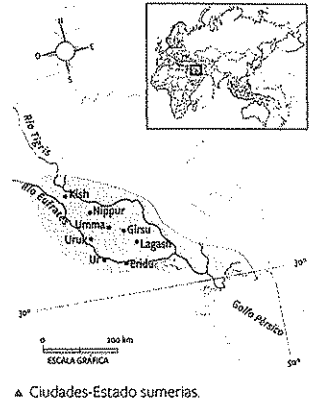 N
O
E
S
Río Tigris
Río Eufrates
Kish
Nippur
Umma
Girsu
Uruk
Lagash
Ur
Eridu
30°
30°
Golfo Pérsico
50°
0 200 km
ESCALA GRÁFICA
Ciudades-Estado sumerias.